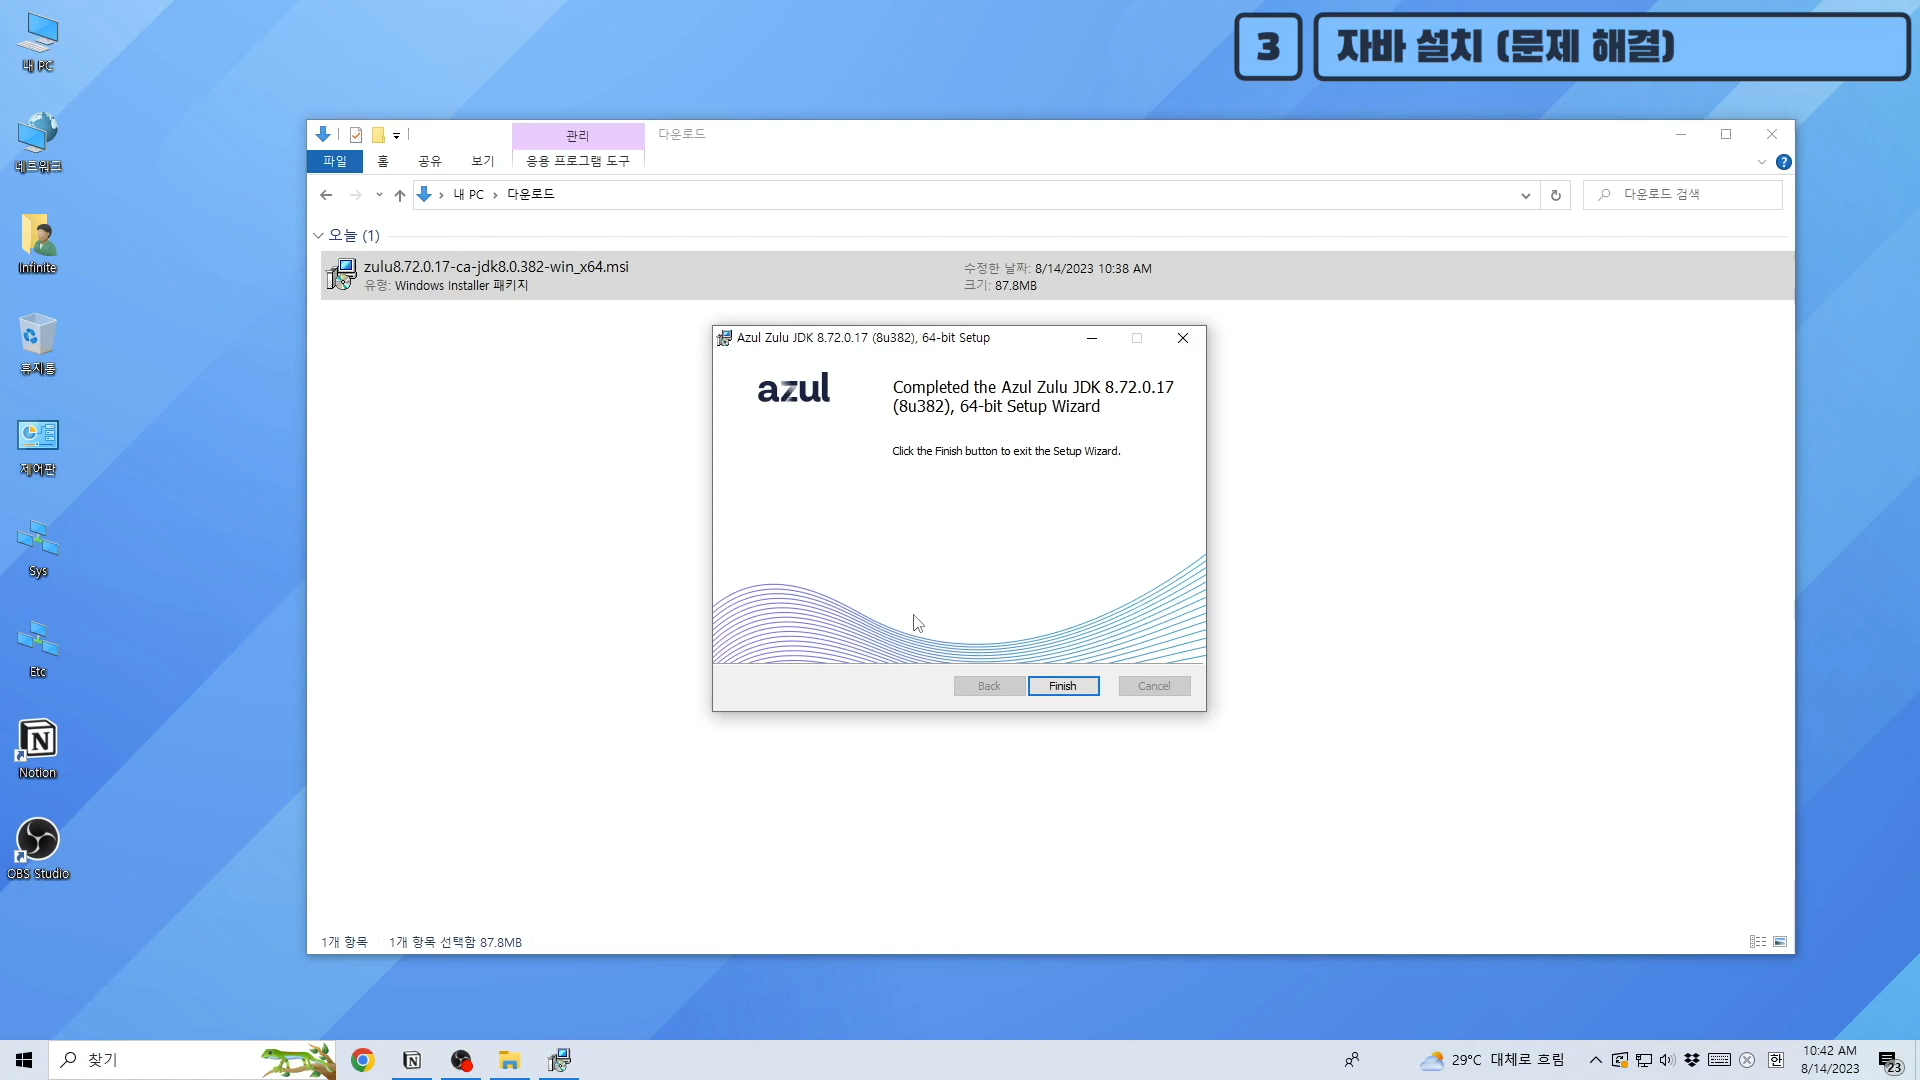 3
자바 설치 (문제 해결)
내 PC
네트워크
Infinite
휴지통
제어판
Sys
Etc
Notion
OBS Studio
관리
다운로드
파일
홈
공유
보기
응용 프로그램 도구
내 PC › 다운로드
다운로드 검색
오늘 (1)
zulu8.72.0.17-ca-jdk8.0.382-win_x64.msi
유형: Windows Installer 패키지
수정한 날짜: 8/14/2023 10:38 AM
크기: 87.8MB
Azul Zulu JDK 8.72.0.17 (8u382), 64-bit Setup
azul
Completed the Azul Zulu JDK 8.72.0.17
(8u382), 64-bit Setup Wizard
Click the Finish button to exit the Setup Wizard.
Back
Finish
Cancel
1개 항목
1개 항목 선택함 87.8MB
찾기
29°C 대체로 흐림
한
10:42 AM
8/14/2023
23